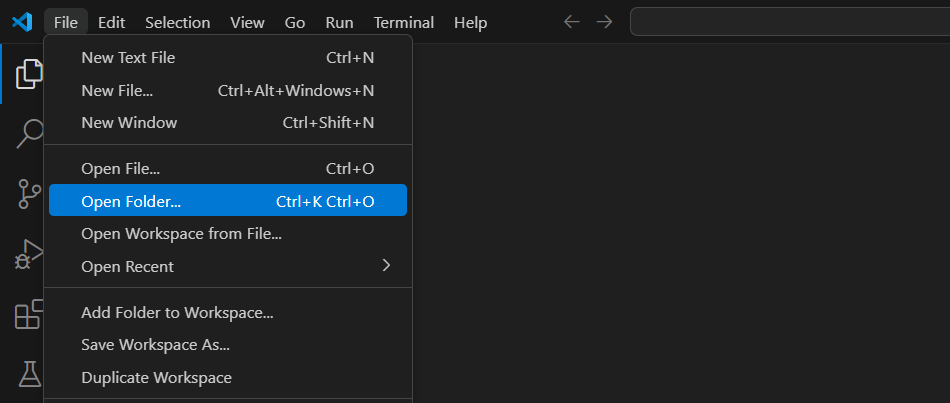 File Edit Selection View Go Run Terminal Help
New Text File Ctrl+N
New File... Ctrl+Alt+Windows+N
New Window Ctrl+Shift+N
Open File... Ctrl+O
Open Folder... Ctrl+K Ctrl+O
Open Workspace from File...
Open Recent
Add Folder to Workspace...
Save Workspace As...
Duplicate Workspace